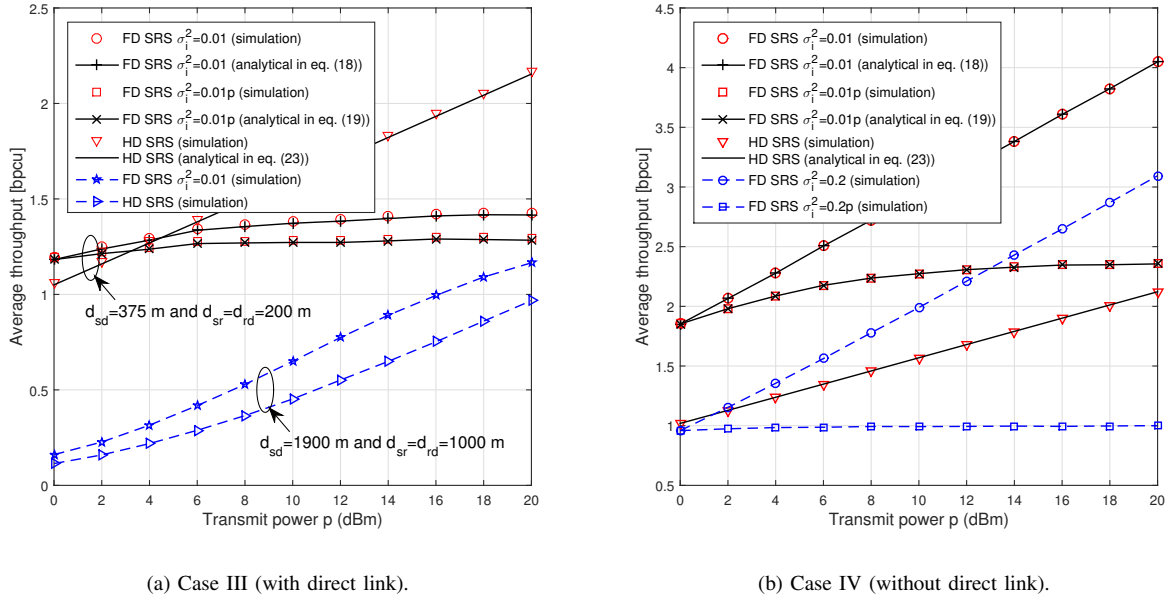 FD SRS σ_i^2=0.01 (simulation)
FD SRS σ_i^2=0.01 (analytical in eq. (18))
FD SRS σ_i^2=0.01p (simulation)
FD SRS σ_i^2=0.01p (analytical in eq. (19))
HD SRS (simulation)
HD SRS (analytical in eq. (23))
FD SRS σ_i^2=0.01 (simulation)
HD SRS (simulation)
d_sd=375 m and d_sr=d_rd=200 m
d_sd=1900 m and d_sr=d_rd=1000 m
Average throughput [bpcu]
2.5
2
1.5
1
0.5
0
0 2 4 6 8 10 12 14 16 18 20
Transmit power p (dBm)
(a) Case III (with direct link).
FD SRS σ_i^2=0.01 (simulation)
FD SRS σ_i^2=0.01 (analytical in eq. (18))
FD SRS σ_i^2=0.01p (simulation)
FD SRS σ_i^2=0.01p (analytical in eq. (19))
HD SRS (simulation)
HD SRS (analytical in eq. (23))
FD SRS σ_i^2=0.2 (simulation)
FD SRS σ_i^2=0.2p (simulation)
Average throughput [bpcu]
4.5
4
3.5
3
2.5
2
1.5
1
0.5
0 2 4 6 8 10 12 14 16 18 20
Transmit power p (dBm)
(b) Case IV (without direct link).